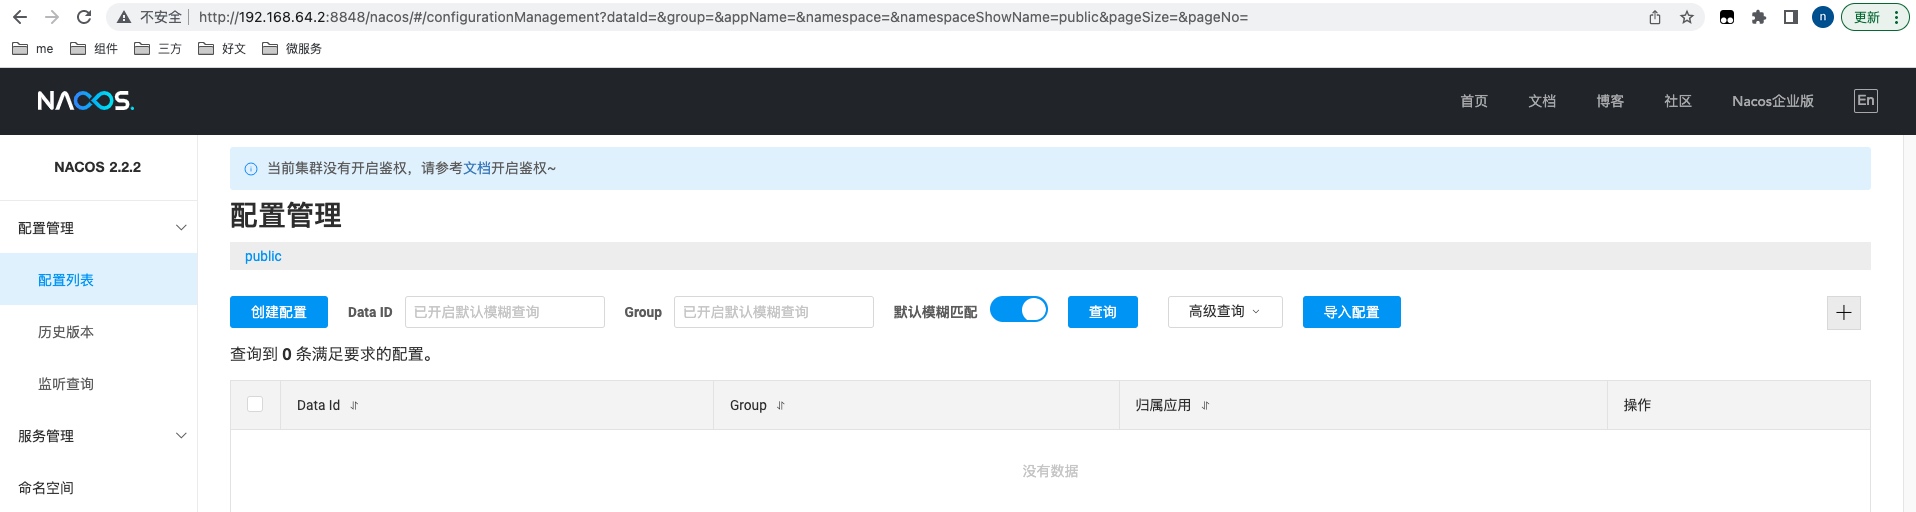 不安全 http://192.168.64.2:8848/nacos/#/configurationManagement?dataId=&group=&appName=&namespace=&namespaceShowName=public&pageSize=&pageNo= n 更新
me 组件 三方 好文 微服务
NACOS. 首页 文档 博客 社区 Nacos企业版 En
NACOS 2.2.2
当前集群没有开启鉴权，请参考文档开启鉴权~
配置管理
配置管理
public
配置列表
创建配置 Data ID 已开启默认模糊查询 Group 已开启默认模糊查询 默认模糊匹配 查询 高级查询 导入配置
历史版本
查询到 0 条满足要求的配置。
监听查询
Data Id Group 归属应用 操作
服务管理
没有数据
命名空间